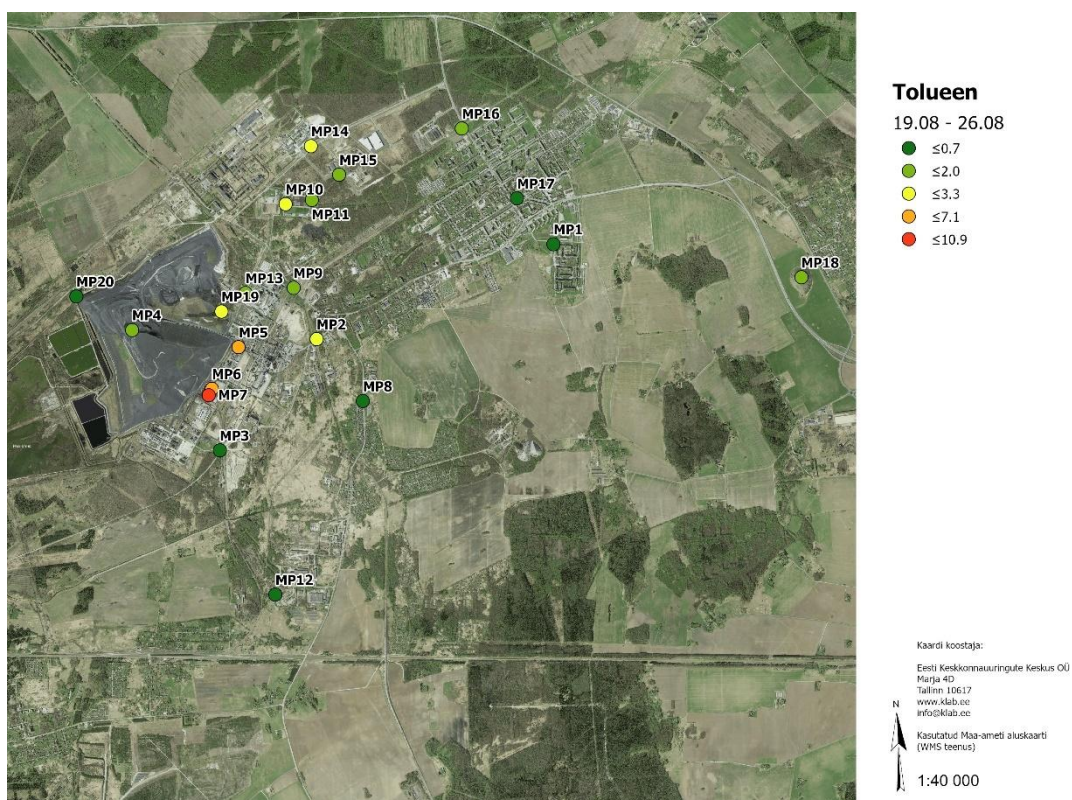 MP16
MP14
MP15
MP17
MP10
MP11
MP1
MP18
MP9
MP13
MP20
MP19
MP4
MP2
MP5
MP6
MP8
MP7
MP3
MP12
Tolueen
19.08 - 26.08
≤0.7
≤2.0
≤3.3
≤7.1
≤10.9
Kaardi koostaja:
Eesti Keskkonnauuringute Keskus OÜ
Marja 4D
Tallinn 10617
www.klab.ee
info@klab.ee
N
Kasutatud Maa-ameti aluskaarti
(WMS teenus)
1:40 000